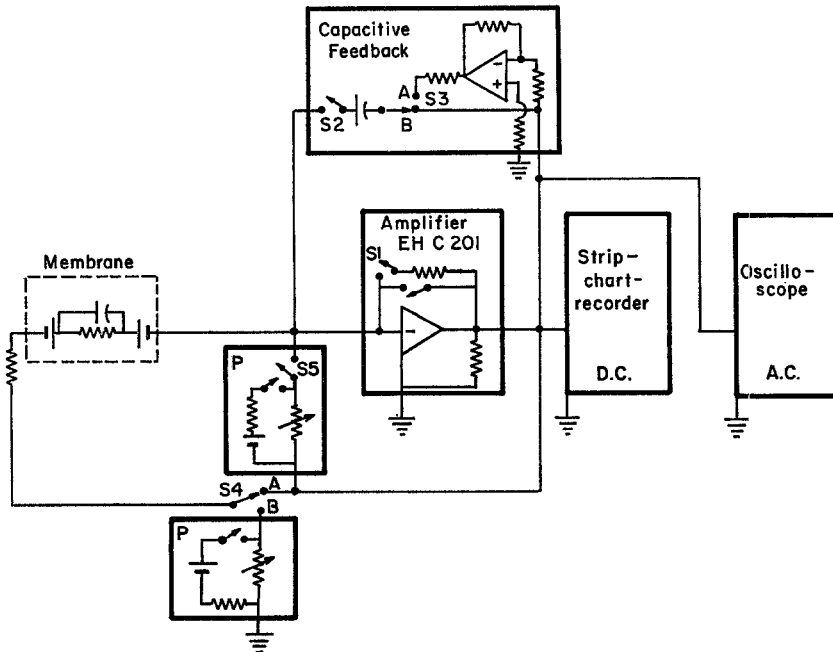 Capacitive
Feedback
A
S3
S2
B
-
+
Amplifier
EH C 201
S1
-
Membrane
Strip-
chart-
recorder
D.C.
Oscillo-
scope
A.C.
P
S5
S4
A
B
P